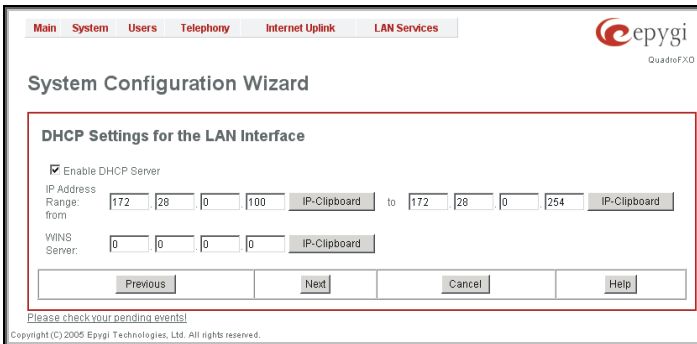 Main System Users Telephony Internet Uplink LAN Services
epygi
QuadroFXO
System Configuration Wizard
DHCP Settings for the LAN Interface
Enable DHCP Server
IP Address
Range:
from
172 . 28 . 0 . 100 IP-Clipboard to 172 . 28 . 0 . 254 IP-Clipboard
WINS
Server:
0 . 0 . 0 . 0 IP-Clipboard
Previous Next Cancel Help
Please check your pending events!
Copyright (C) 2005 Epygi Technologies, Ltd. All rights reserved.